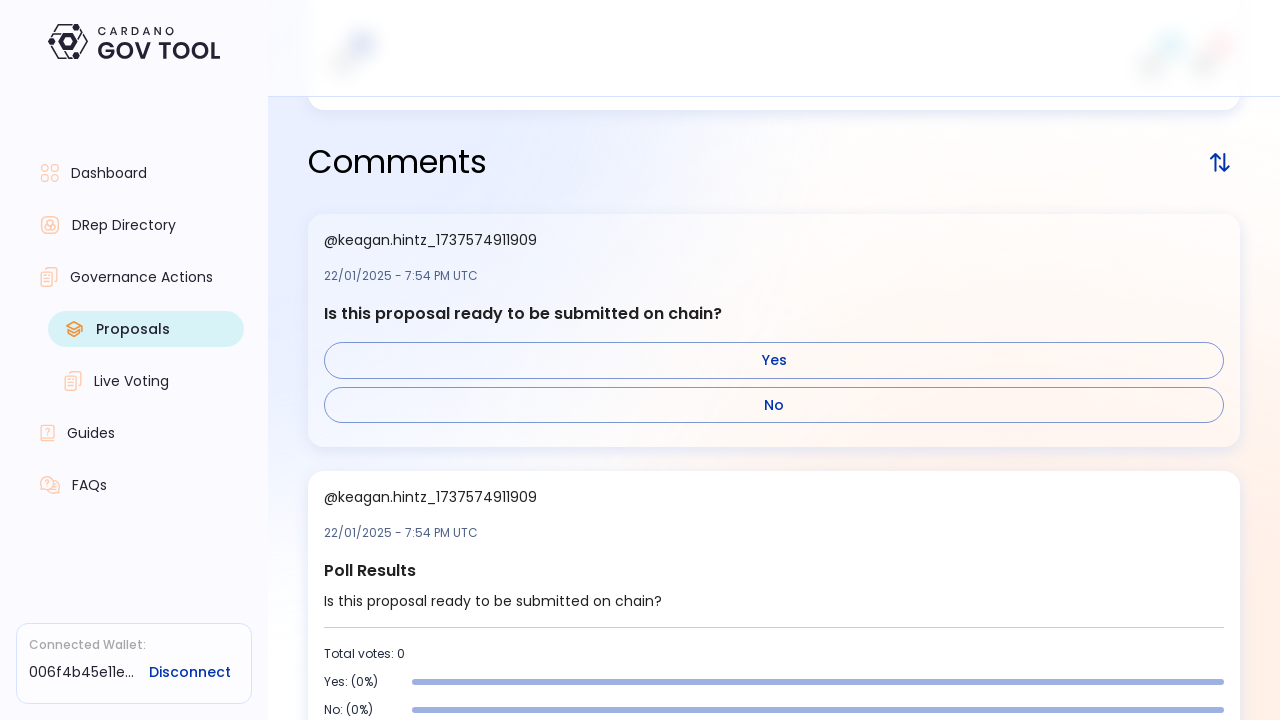 CARDANO
GOV TOOL
Dashboard
DRep Directory
Governance Actions
Proposals
Live Voting
Guides
FAQs
Connected Wallet:
006f4b45e11e...
Disconnect
Comments
@keagan.hintz_1737574911909
22/01/2025 - 7:54 PM UTC
Is this proposal ready to be submitted on chain?
Yes
No
@keagan.hintz_1737574911909
22/01/2025 - 7:54 PM UTC
Poll Results
Is this proposal ready to be submitted on chain?
Total votes: 0
Yes: (0%)
No: (0%)